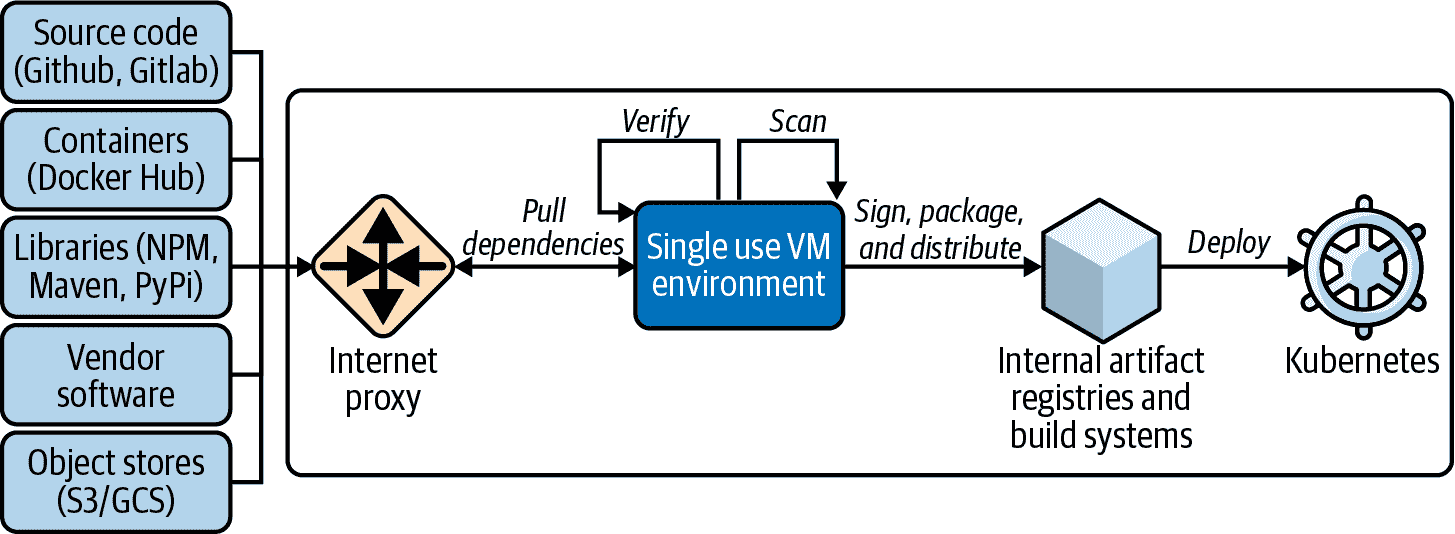 Source code
(Github, Gitlab)
Containers
(Docker Hub)
Libraries (NPM,
Maven, PyPi)
Vendor
software
Object stores
(S3/GCS)
Internet
proxy
Pull
dependencies
Verify
Scan
Single use VM
environment
Sign, package,
and distribute
Internal artifact
registries and
build systems
Deploy
Kubernetes